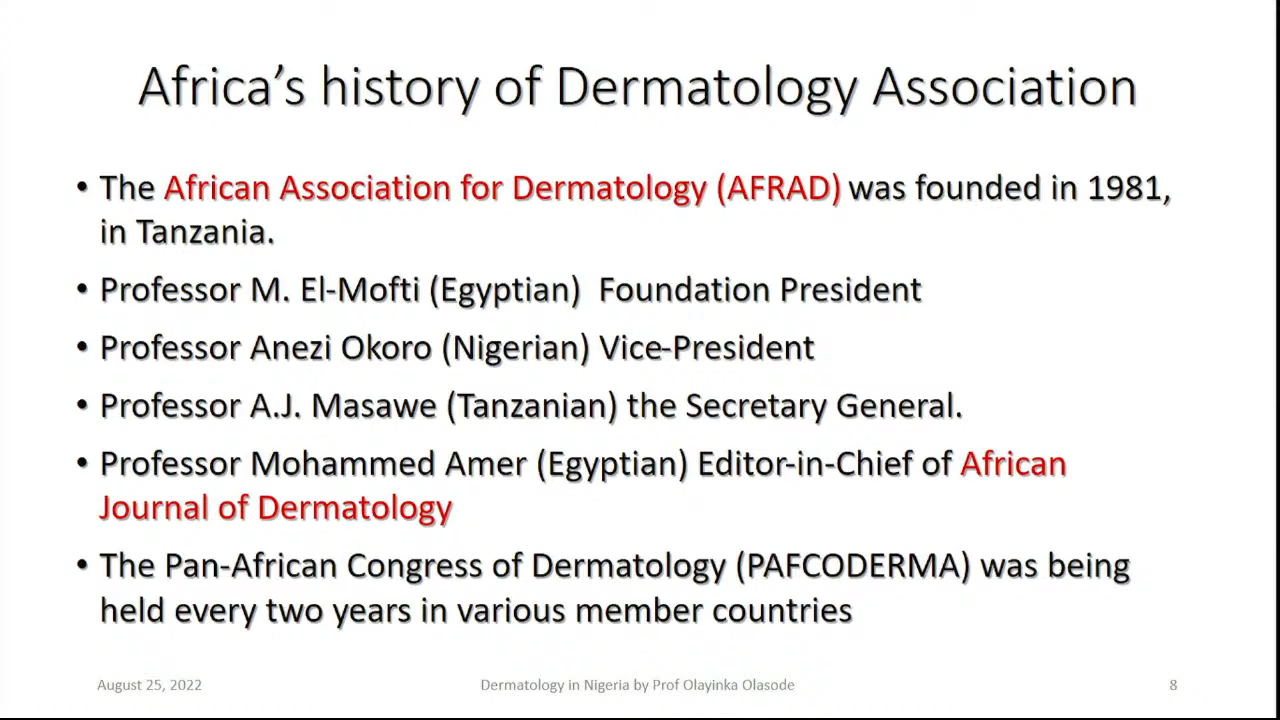 Africa's history of Dermatology Association
• The African Association for Dermatology (AFRAD) was founded in 1981,
in Tanzania.
• Professor M. El-Mofti (Egyptian) Foundation President
• Professor Anezi Okoro (Nigerian) Vice-President
• Professor A.J. Masawe (Tanzanian) the Secretary General.
• Professor Mohammed Amer (Egyptian) Editor-in-Chief of African
Journal of Dermatology
• The Pan-African Congress of Dermatology (PAFCODERMA) was being
held every two years in various member countries
August 25, 2022
Dermatology in Nigeria by Prof Olayinka Olasode
8